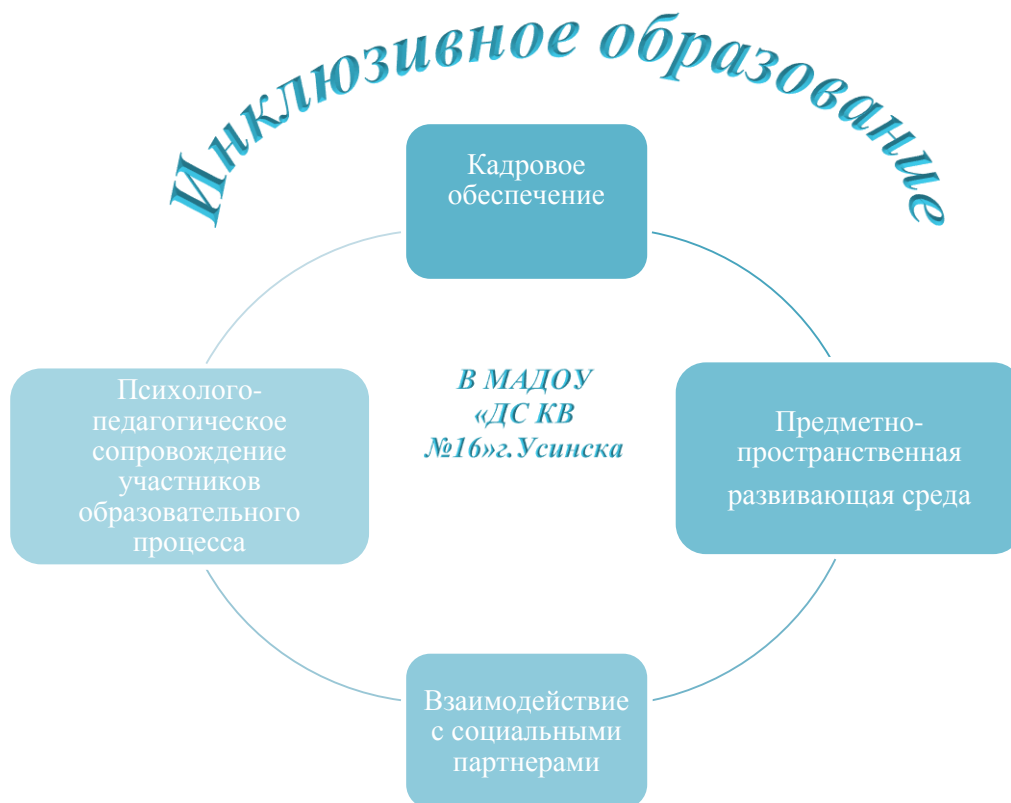 Инклюзивное образование
Кадровое
обеспечение
Психолого-
педагогическое
сопровождение
участников
образовательного
процесса
В МАДОУ
«ДС КВ
№16»г.Усинска
Предметно-
пространственная
развивающая среда
Взаимодействие
с социальными
партнерами